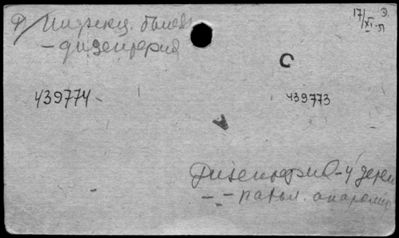 Инфекц. болез.
17/XI-51 Э.
- дизентерия
С
439774 - 439773
Дизентерия - у детей
- " - патол. анатомия